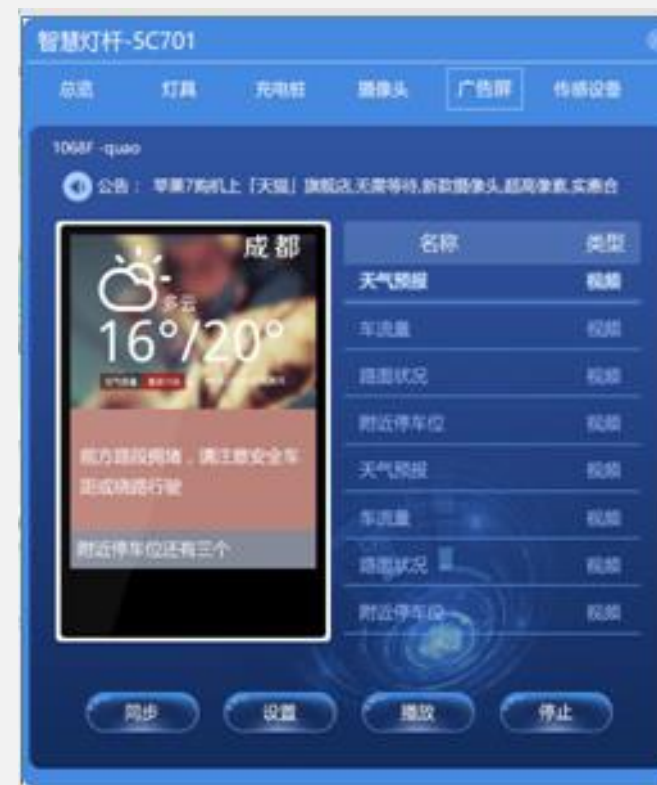 智慧灯杆-SC701
总览 灯具 充电桩 摄像头 广告屏 传感设备
1068F -quao
公告： 苹果7购机上「天猫」旗舰店,无需等待,新款摄像头,超高像素,实惠合
成都
多云
16°/20°
空气质量
前方路段拥堵，请注意安全车
距或绕路行驶
附近停车位还有三个
名称 类型
天气预报 视频
车流量 视频
路面状况 视频
附近停车位 视频
天气预报 视频
车流量 视频
路面状况 视频
附近停车位 视频
同步 设置 播放 停止